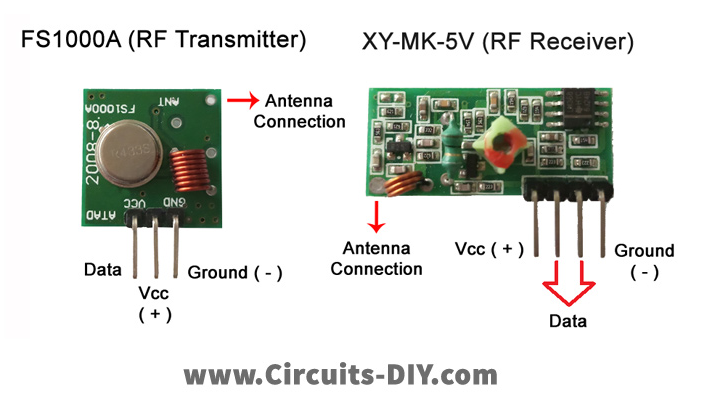 FS1000A (RF Transmitter)
XY-MK-5V (RF Receiver)
FS1000A
ANT
2008-8.
ATAD
VCC
GND
Antenna
Connection
Data
Vcc
( + )
Ground ( - )
Antenna
Connection
Vcc ( + )
Data
Ground
( - )
www.Circuits-DIY.com